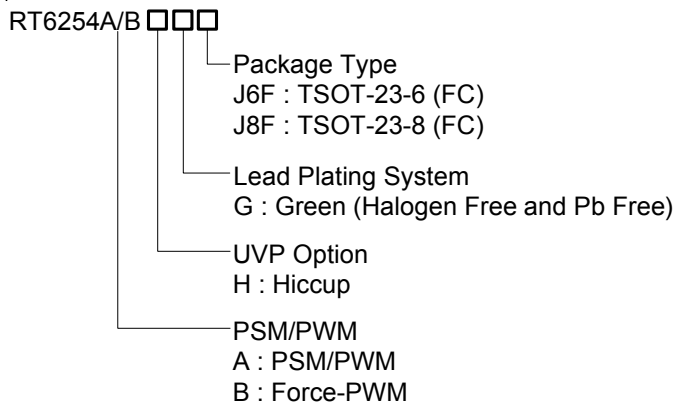 RT6254A/B □□□
Package Type
J6F : TSOT-23-6 (FC)
J8F : TSOT-23-8 (FC)
Lead Plating System
G : Green (Halogen Free and Pb Free)
UVP Option
H : Hiccup
PSM/PWM
A : PSM/PWM
B : Force-PWM